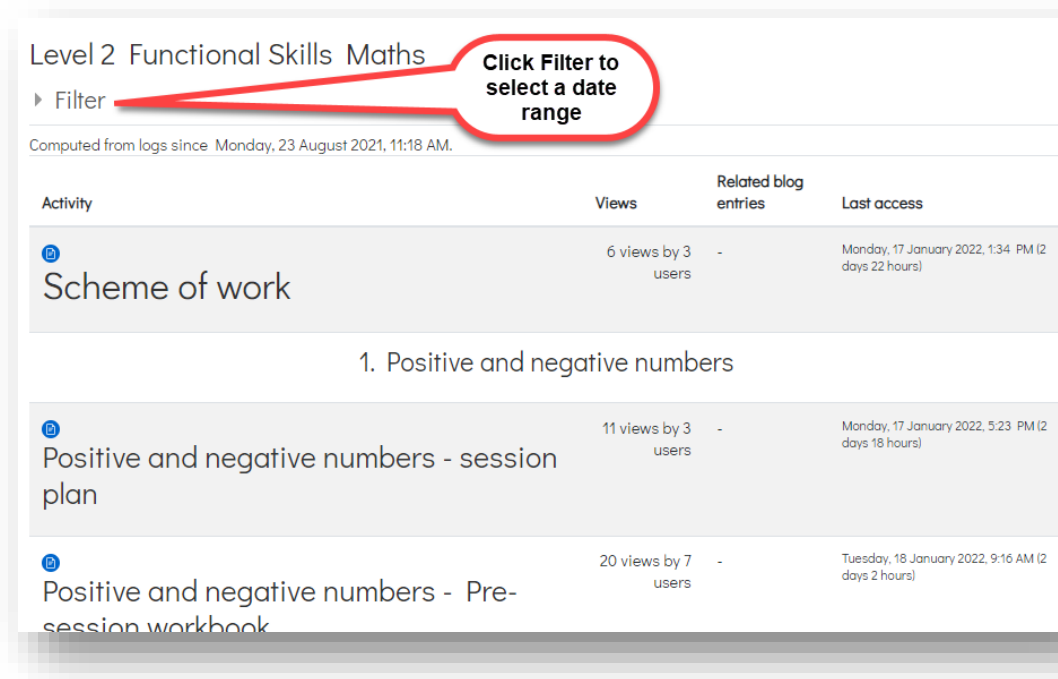 Level 2 Functional Skills Maths
Click Filter to
select a date
range
Filter
Computed from logs since Monday, 23 August 2021, 11:18 AM.
Activity
Views
Related blog
entries
Last access
Scheme of work
6 views by 3
users
-
Monday, 17 January 2022, 1:34 PM (2
days 22 hours)
1. Positive and negative numbers
Positive and negative numbers - session
plan
11 views by 3
users
-
Monday, 17 January 2022, 5:23 PM (2
days 18 hours)
Positive and negative numbers - Pre-
session workbook
20 views by 7
users
-
Tuesday, 18 January 2022, 9:16 AM (2
days 2 hours)